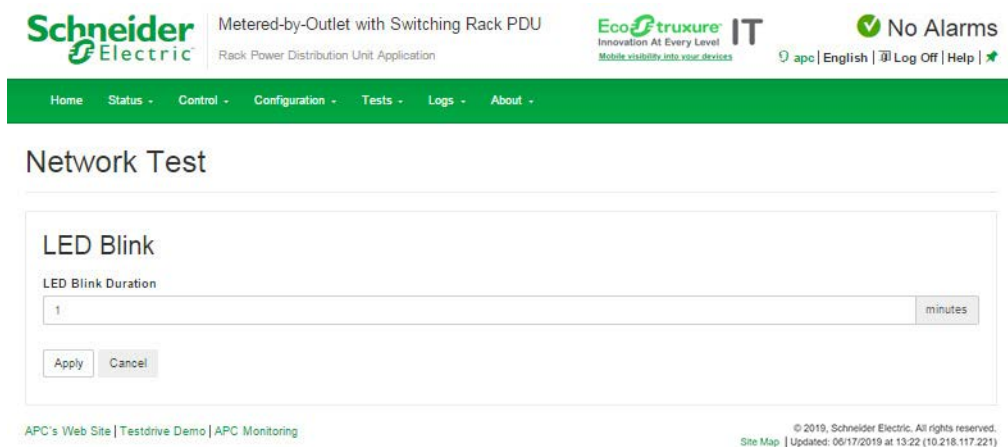 Schneider Electric
Metered-by-Outlet with Switching Rack PDU
Rack Power Distribution Unit Application
EcoStruxure IT
Innovation At Every Level
Mobile visibility into your devices
No Alarms
apc | English | Log Off | Help |
Home Status Control Configuration Tests Logs About
Network Test
LED Blink
LED Blink Duration
1 minutes
Apply Cancel
APC's Web Site | Testdrive Demo | APC Monitoring
© 2019, Schneider Electric. All rights reserved.
Site Map | Updated: 06/17/2019 at 13:22 (10.218.117.221)